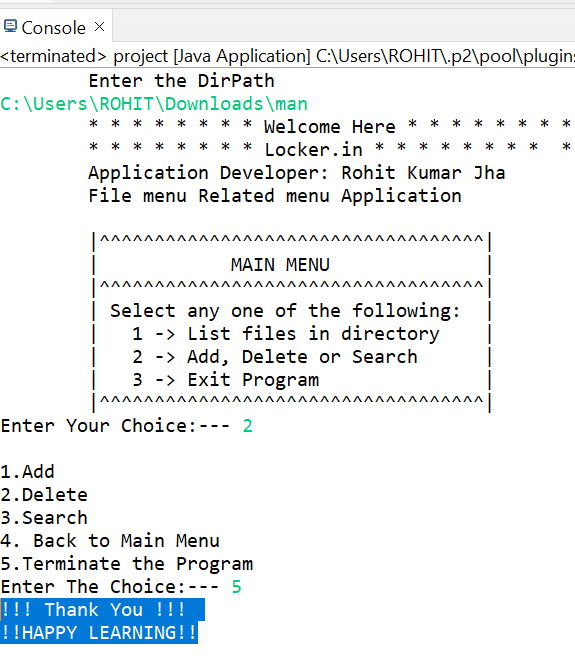 Console
<terminated> project [Java Application] C:\Users\ROHIT\.p2\pool\plugins
Enter the DirPath
C:\Users\ROHIT\Downloads\man
* * * * * * * * Welcome Here * * * * * * * *
* * * * * * * * Locker.in * * * * * * * *  *
Application Developer: Rohit Kumar Jha
File menu Related menu Application
|^^^^^^^^^^^^^^^^^^^^^^^^^^^^^^^^^^^|
|            MAIN MENU              |
|^^^^^^^^^^^^^^^^^^^^^^^^^^^^^^^^^^^|
| Select any one of the following:  |
|   1 -> List files in directory    |
|   2 -> Add, Delete or Search      |
|   3 -> Exit Program               |
|^^^^^^^^^^^^^^^^^^^^^^^^^^^^^^^^^^^|
Enter Your Choice:--- 2
1.Add
2.Delete
3.Search
4. Back to Main Menu
5.Terminate the Program
Enter The Choice:--- 5
!!! Thank You !!!
!!HAPPY LEARNING!!